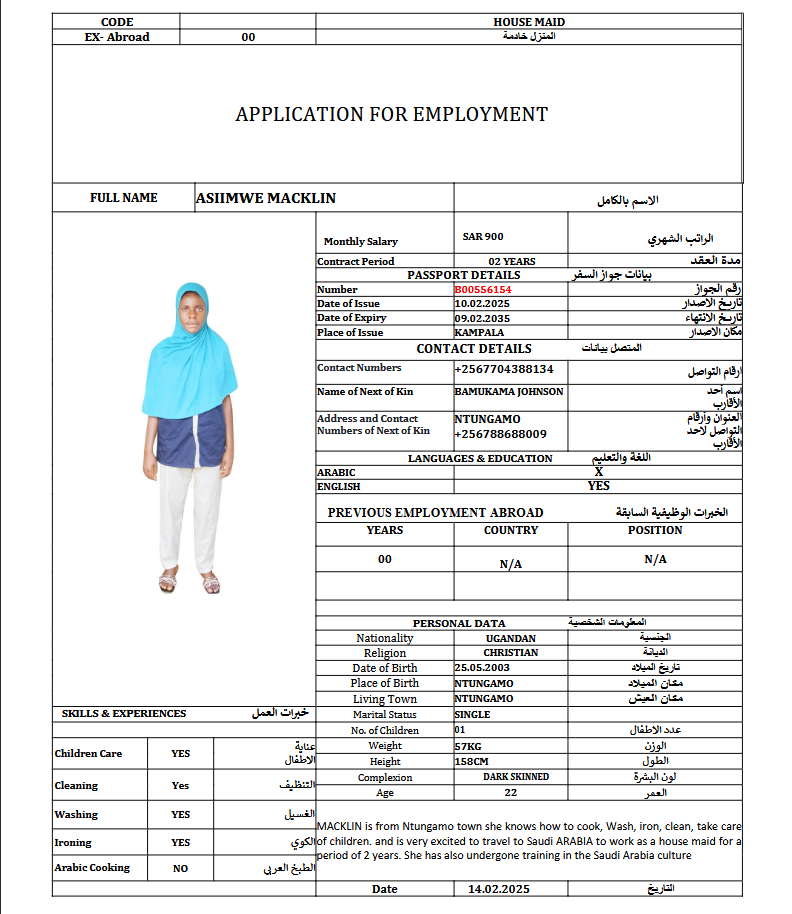 CODE HOUSE MAID
EX- Abroad 00 المنزل خادمة
APPLICATION FOR EMPLOYMENT
FULL NAME ASIIMWE MACKLIN الاسم بالكامل
Monthly Salary SAR 900 الراتب الشهري
Contract Period 02 YEARS مدة العقد
PASSPORT DETAILS بيانات جواز السفر
Number B00556154 رقم الجواز
Date of Issue 10.02.2025 تاريخ الاصدار
Date of Expiry 09.02.2035 تاريخ الانتهاء
Place of Issue KAMPALA مكان الاصدار
CONTACT DETAILS المتصل بيانات
Contact Numbers +2567704388134 ارقام التواصل
Name of Next of Kin BAMUKAMA JOHNSON اسم أحد
الأقارب
Address and Contact NTUNGAMO العنوان وأرقام
Numbers of Next of Kin +256788688009 التواصل لاحد
الأقارب
LANGUAGES & EDUCATION اللغة والتعليم
ARABIC X
ENGLISH YES
PREVIOUS EMPLOYMENT ABROAD الخبرات الوظيفية السابقة
YEARS COUNTRY POSITION
00 N/A N/A
PERSONAL DATA المعلومات الشخصية
Nationality UGANDAN الجنسية
Religion CHRISTIAN الديانة
Date of Birth 25.05.2003 تاريخ الميلاد
Place of Birth NTUNGAMO مكان الميلاد
Living Town NTUNGAMO مكان العيش
Marital Status SINGLE
No. of Children 01 عدد الاطفال
Weight 57KG الوزن
Height 158CM الطول
Complexion DARK SKINNED لون البشرة
Age 22 العمر
SKILLS & EXPERIENCES خبرات العمل
Children Care YES عناية
الاطفال
Cleaning Yes التنظيف
Washing YES الغسيل
Ironing YES الكوي
Arabic Cooking NO الطبخ العربي
MACKLIN is from Ntungamo town she knows how to cook, Wash, iron, clean, take care
of children. and is very excited to travel to Saudi ARABIA to work as a house maid for a
period of 2 years. She has also undergone training in the Saudi Arabia culture
Date 14.02.2025 التاريخ